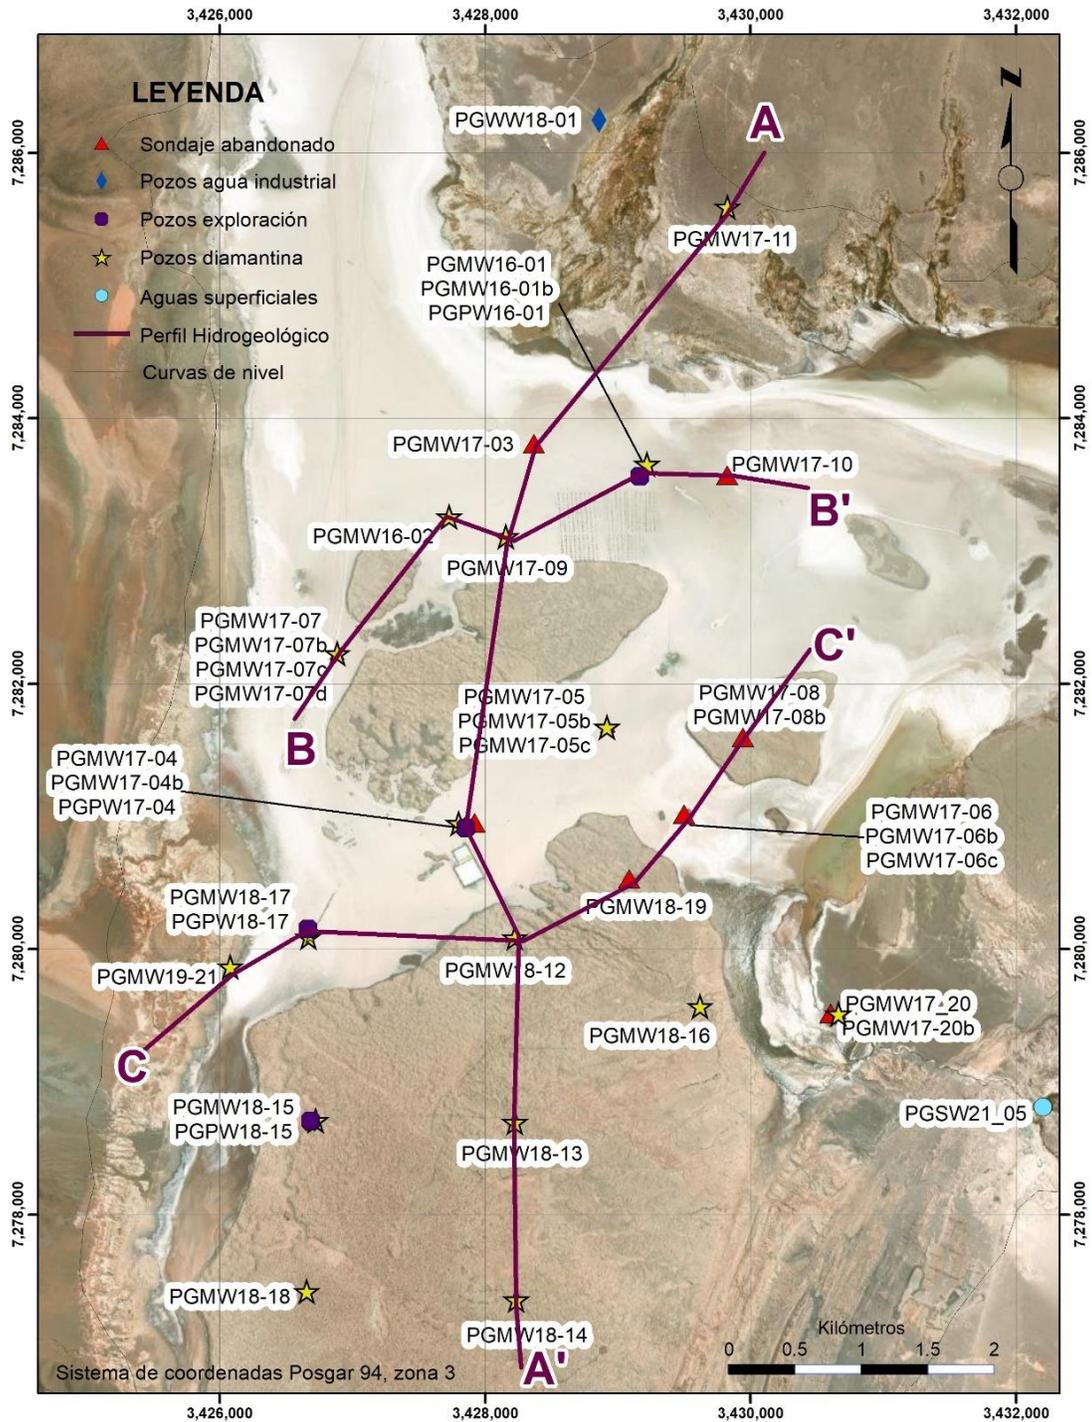 3,426,000
3,428,000
3,430,000
3,432,000
LEYENDA
Sondaje abandonado
Pozos agua industrial
Pozos exploración
Pozos diamantina
Aguas superficiales
Perfil Hidrogeológico
Curvas de nivel
PGWW18-01
A
Z
7,286,000
7,286,000
PGMW17-11
PGMW16-01
PGMW16-01b
PGPW16-01
7,284,000
7,284,000
PGMW17-03
PGMW17-10
B'
PGMW16-02
PGMW17-09
PGMW17-07
PGMW17-07b
PGMW17-07c
PGMW17-07d
B
C'
7,282,000
7,282,000
PGMW17-05
PGMW17-05b
PGMW17-05c
PGMW17-08
PGMW17-08b
PGMW17-04
PGMW17-04b
PGPW17-04
PGMW17-06
PGMW17-06b
PGMW17-06c
PGMW18-17
PGPW18-17
PGMW18-19
7,280,000
7,280,000
PGMW19-21
PGMW18-12
C
PGMW18-16
PGMW17_20
PGMW17-20b
PGMW18-15
PGPW18-15
PGSW21_05
PGMW18-13
7,278,000
7,278,000
PGMW18-18
PGMW18-14
A'
Kilómetros
0 0.5 1 1.5 2
Sistema de coordenadas Posgar 94, zona 3
3,426,000
3,428,000
3,430,000
3,432,000